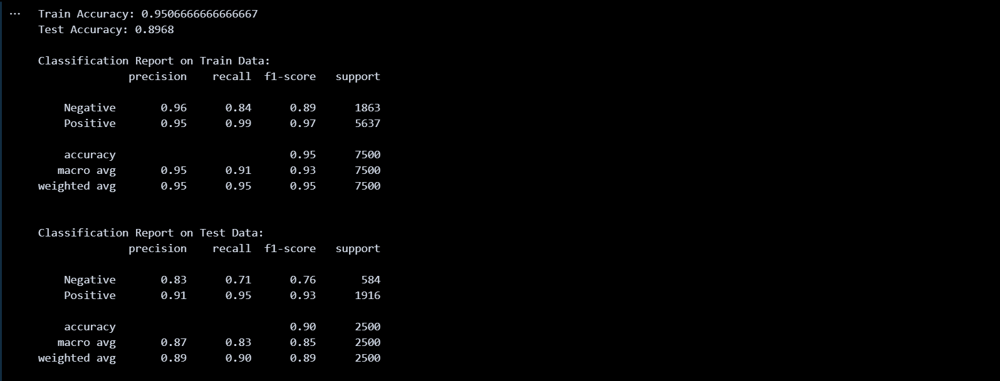 Train Accuracy: 0.9506666666666667
Test Accuracy: 0.8968
Classification Report on Train Data:
precision recall f1-score support
Negative 0.96 0.84 0.89 1863
Positive 0.95 0.99 0.97 5637
accuracy 0.95 7500
macro avg 0.95 0.91 0.93 7500
weighted avg 0.95 0.95 0.95 7500
Classification Report on Test Data:
precision recall f1-score support
Negative 0.83 0.71 0.76 584
Positive 0.91 0.95 0.93 1916
accuracy 0.90 2500
macro avg 0.87 0.83 0.85 2500
weighted avg 0.89 0.90 0.89 2500